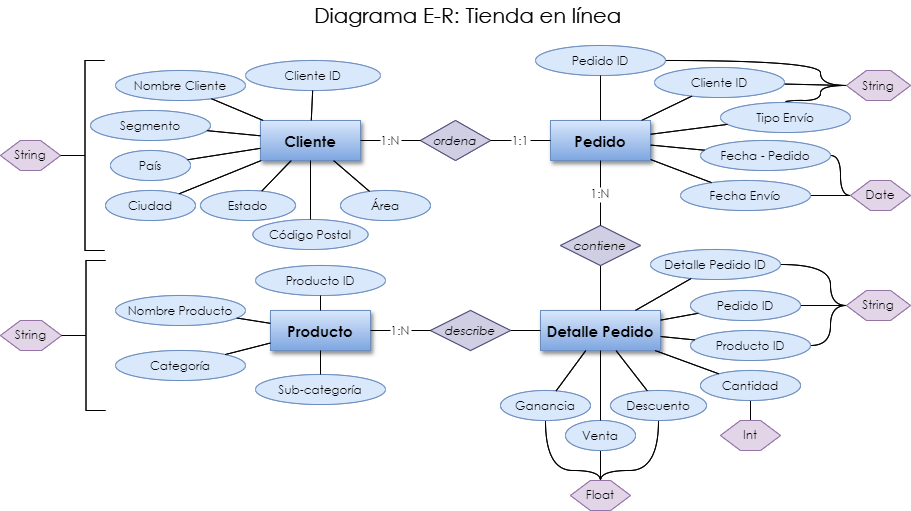 Diagrama E-R: Tienda en línea
Cliente ID
Nombre Cliente
Segmento
País
Ciudad
Estado
Código Postal
Área
Cliente
String
1:N
ordena
1:1
Pedido
Pedido ID
Cliente ID
Tipo Envío
Fecha - Pedido
Fecha Envío
String
Date
1:N
contiene
Producto ID
Nombre Producto
Categoría
Sub-categoría
Producto
String
1:N
describe
Detalle Pedido
Detalle Pedido ID
Pedido ID
Producto ID
Cantidad
String
Int
Ganancia
Venta
Descuento
Float